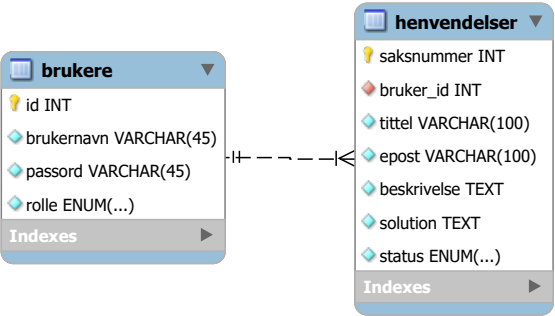 brukere
id INT
brukernavn VARCHAR(45)
passord VARCHAR(45)
rolle ENUM(...)
Indexes
henvendelser
saksnummer INT
bruker_id INT
tittel VARCHAR(100)
epost VARCHAR(100)
beskrivelse TEXT
solution TEXT
status ENUM(...)
Indexes